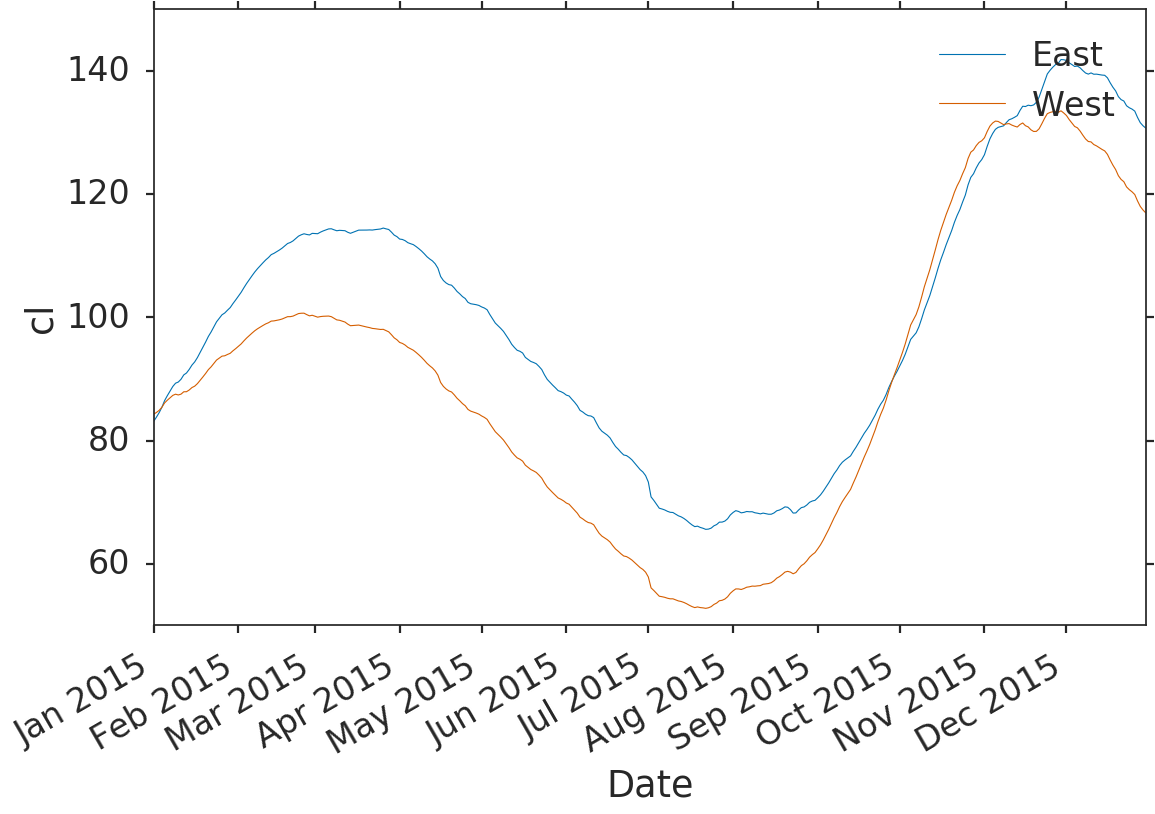 East
West
140
120
100
80
60
cl
Jan 2015
Feb 2015
Mar 2015
Apr 2015
May 2015
Jun 2015
Jul 2015
Aug 2015
Sep 2015
Oct 2015
Nov 2015
Dec 2015
Date